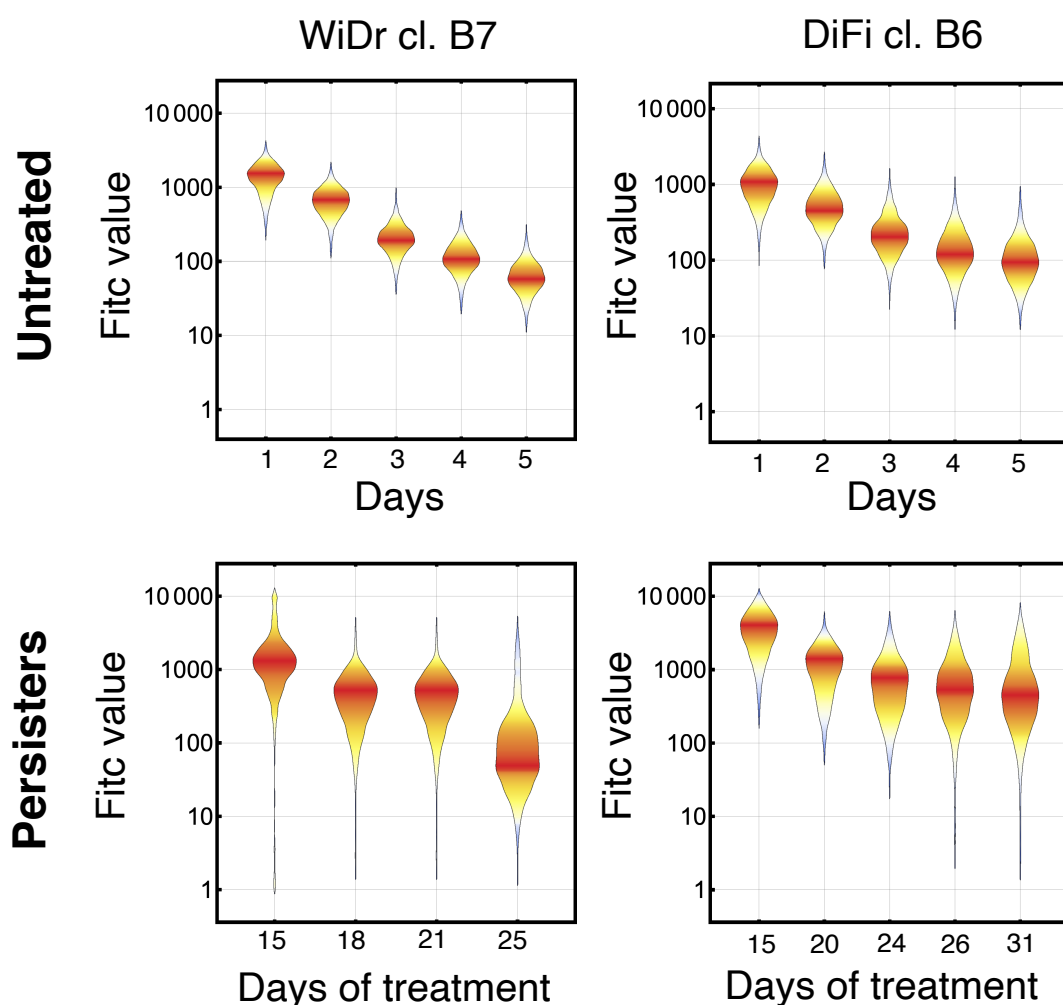 WiDr cl. B7
DiFi cl. B6
Untreated
Fitc value
10 000
1000
100
10
1
1 2 3 4 5
Days
Fitc value
10 000
1000
100
10
1
1 2 3 4 5
Days
Persisters
Fitc value
10 000
1000
100
10
1
15 18 21 25
Days of treatment
Fitc value
10 000
1000
100
10
1
15 20 24 26 31
Days of treatment